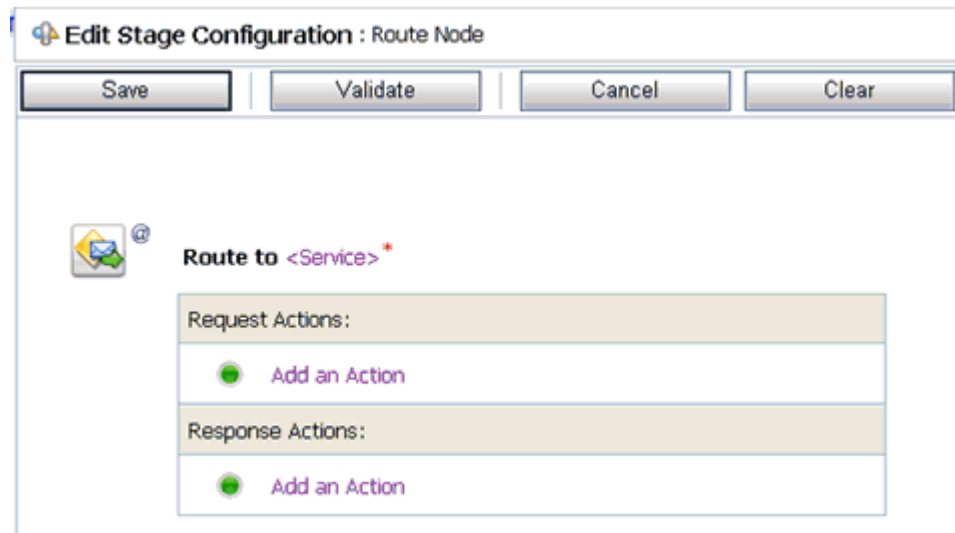 Edit Stage Configuration : Route Node
Save Validate Cancel Clear
@
Route to <Service>*
Request Actions:
Add an Action
Response Actions:
Add an Action